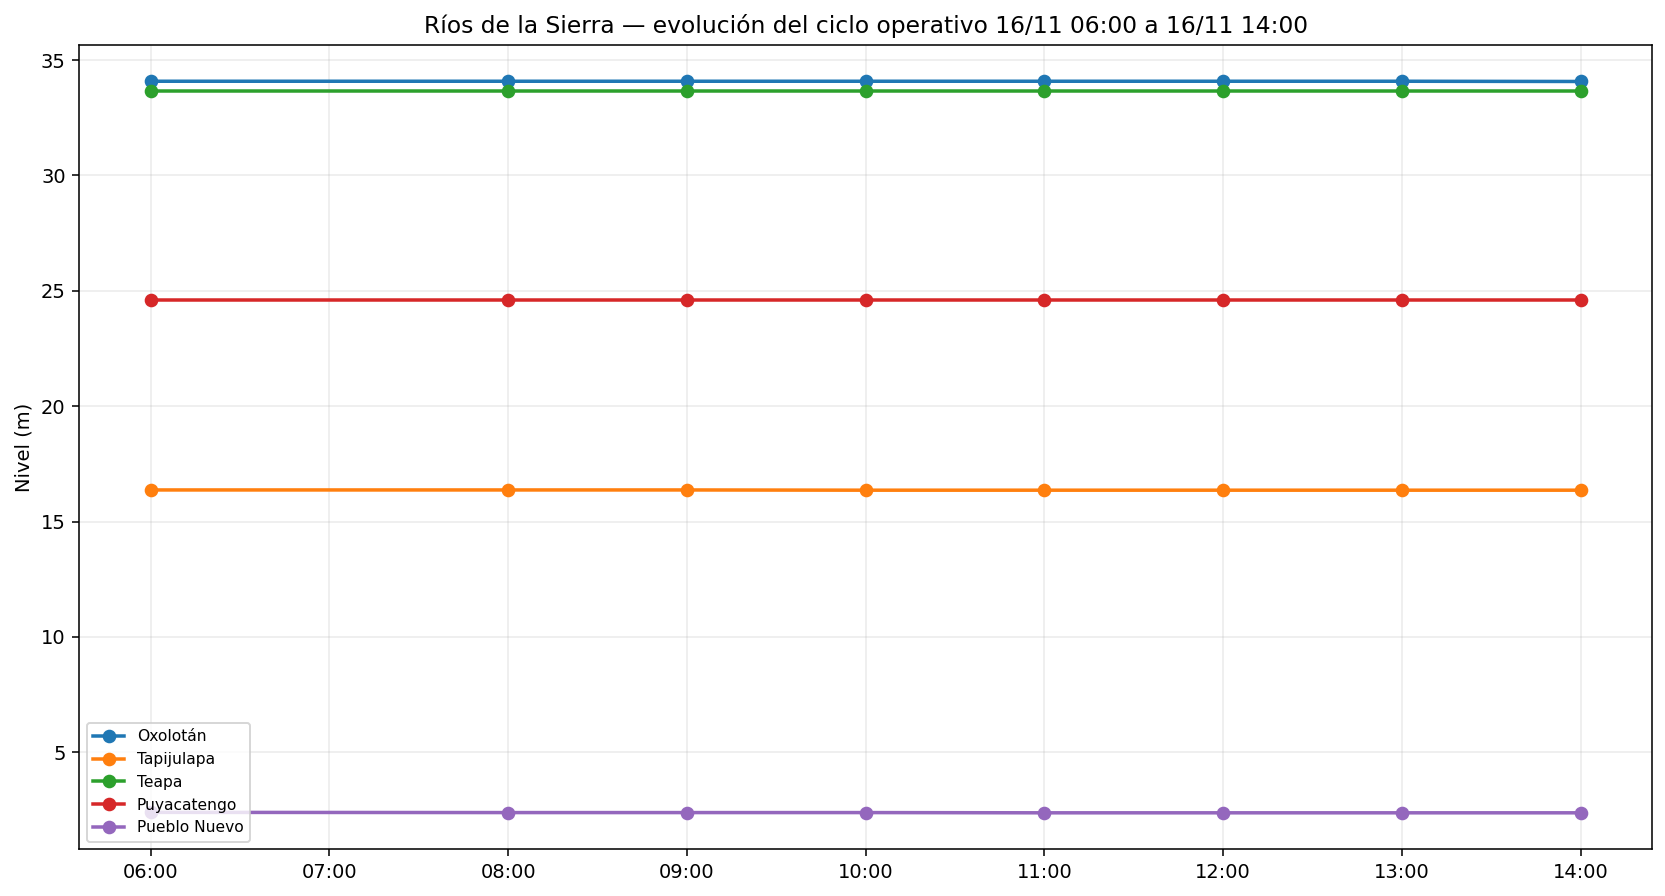 Ríos de la Sierra — evolución del ciclo operativo 16/11 06:00 a 16/11 14:00
Nivel (m)
35
30
25
20
15
10
5
Oxolotán
Tapijulapa
Teapa
Puyacatengo
Pueblo Nuevo
06:00 07:00 08:00 09:00 10:00 11:00 12:00 13:00 14:00